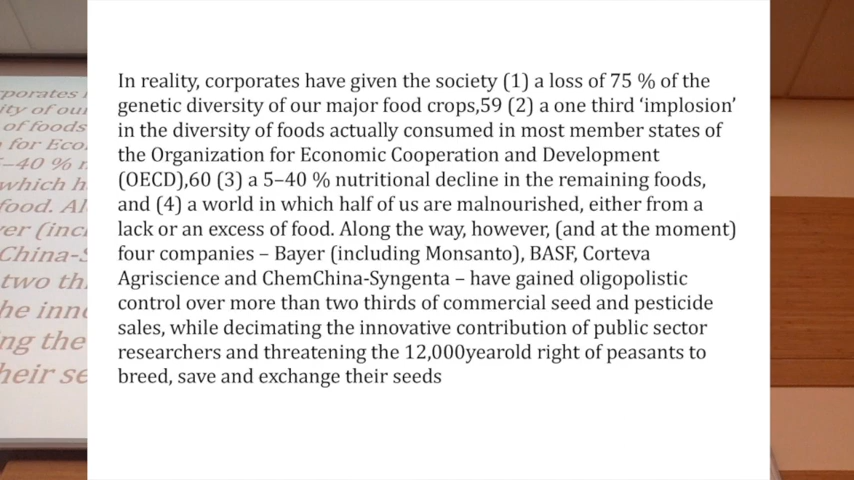 In reality, corporates have given the society (1) a loss of 75 % of the
genetic diversity of our major food crops,59 (2) a one third ‘implosion’
in the diversity of foods actually consumed in most member states of
the Organization for Economic Cooperation and Development
(OECD),60 (3) a 5–40 % nutritional decline in the remaining foods,
and (4) a world in which half of us are malnourished, either from a
lack or an excess of food. Along the way, however, (and at the moment)
four companies – Bayer (including Monsanto), BASF, Corteva
Agriscience and ChemChina-Syngenta – have gained oligopolistic
control over more than two thirds of commercial seed and pesticide
sales, while decimating the innovative contribution of public sector
researchers and threatening the 12,000yearold right of peasants to
breed, save and exchange their seeds